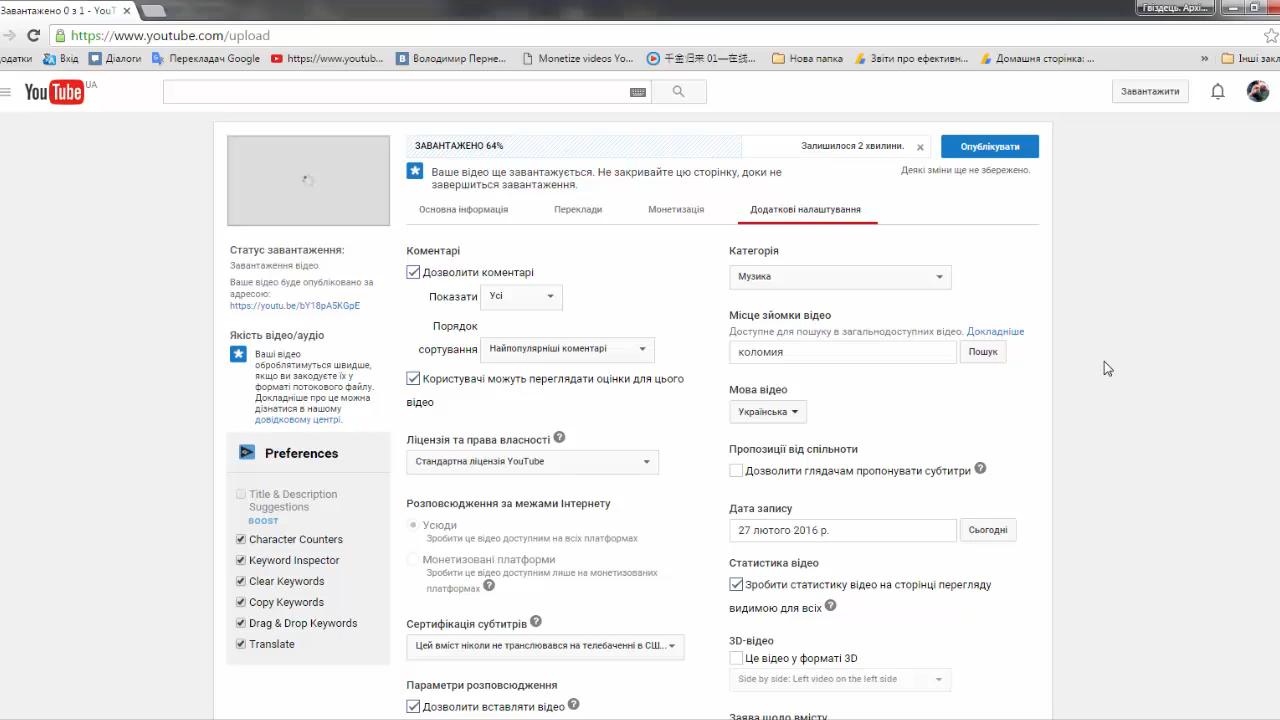 Завантажено 0 з 1 - YouT
Гвіздець. Архі...
https://www.youtube.com/upload
одатки
Вхід
Діалоги
Перекладач Google
https://www.youtub...
Володимир Перне...
Monetize videos Yo...
千金归来 01—在线...
Нова папка
Звіти про ефективн...
Домашня сторінка: ...
»
Інші закл
YouTube UA
Завантажити
ЗАВАНТАЖЕНО 64%
Залишилося 2 хвилини.
Опублікувати
Ваше відео ще завантажується. Не закривайте цю сторінку, доки не
завершиться завантаження.
Деякі зміни ще не збережено.
Основна інформація
Переклади
Монетизація
Додаткові налаштування
Статус завантаження:
Завантаження відео.
Ваше відео буде опубліковано за
адресою:
https://youtu.be/bY18pA5KGpE
Якість відео/аудіо
Ваші відео
оброблятимуться швидше,
якщо ви закодуєте їх у
форматі потокового файлу.
Докладніше про це можна
дізнатися в нашому
довідковому центрі.
Preferences
Title & Description
Suggestions
BOOST
Character Counters
Keyword Inspector
Clear Keywords
Copy Keywords
Drag & Drop Keywords
Translate
Коментарі
Дозволити коментарі
Показати Усі
Порядок
сортування Найпопулярніші коментарі
Користувачі можуть переглядати оцінки для цього
відео
Ліцензія та права власності ?
Стандартна ліцензія YouTube
Розповсюдження за межами Інтернету
Усюди
Зробити це відео доступним на всіх платформах
Монетизовані платформи
Зробити це відео доступним лише на монетизованих
платформах ?
Сертифікація субтитрів ?
Цей вміст ніколи не транслювався на телебаченні в СШ...
Параметри розповсюдження
Дозволити вставляти відео ?
Категорія
Музика
Місце зйомки відео
Доступне для пошуку в загальнодоступних відео. Докладніше
коломия
Пошук
Мова відео
Українська
Пропозиції від спільноти
Дозволити глядачам пропонувати субтитри ?
Дата запису
27 лютого 2016 р.
Сьогодні
Статистика відео
Зробити статистику відео на сторінці перегляду
видимою для всіх ?
3D-відео
Це відео у форматі 3D
Side by side: Left video on the left side
Заява щодо вмісту